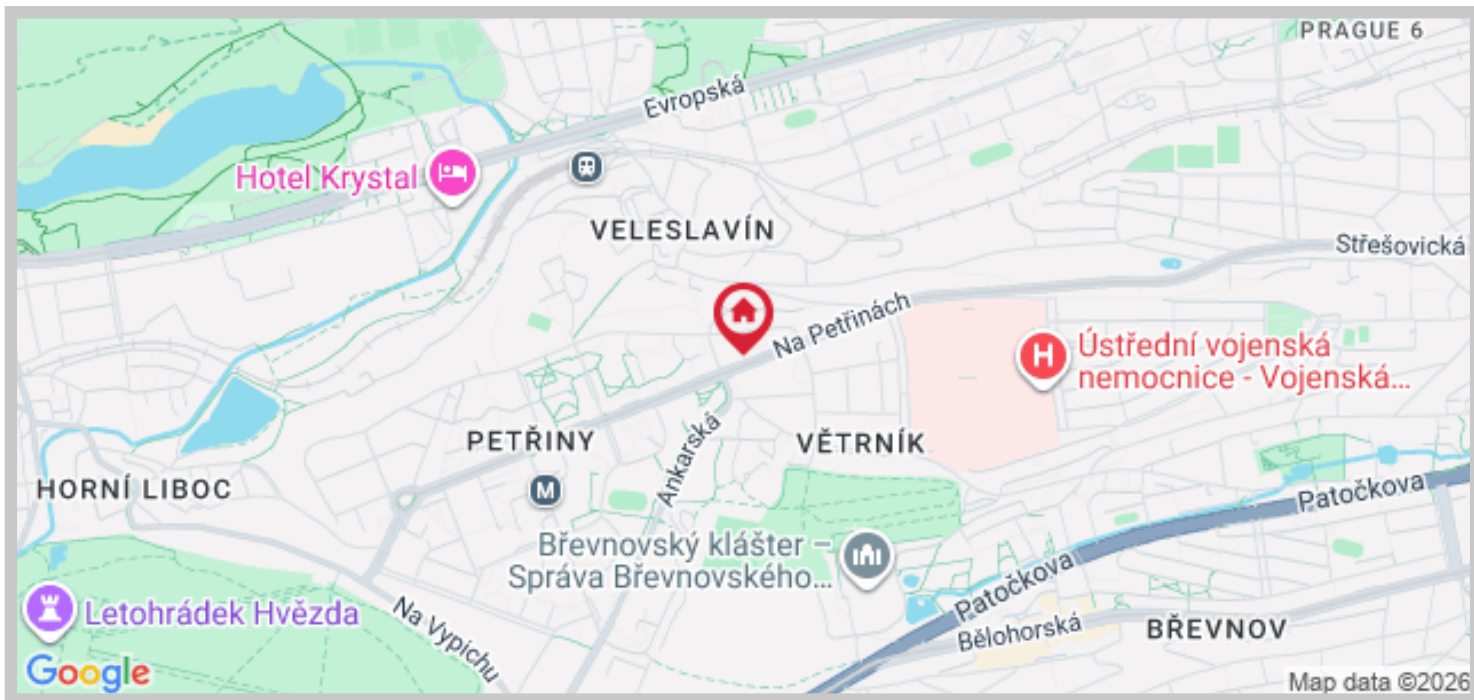 PRAGUE 6
Evropská
Hotel Krystal
VELESLAVÍN
Střešovická
Na Petřinách
H
Ústřední vojenská
nemocnice - Vojenská...
PETŘINY
VĚTRNÍK
Ankarská
HORNÍ LIBOC
M
Patočkova
Břevnovský klášter –
Správa Břevnovského...
Patočkova
Letohrádek Hvězda
Na Vypichu
Bělohorská
BŘEVNOV
Google
Map data ©2026